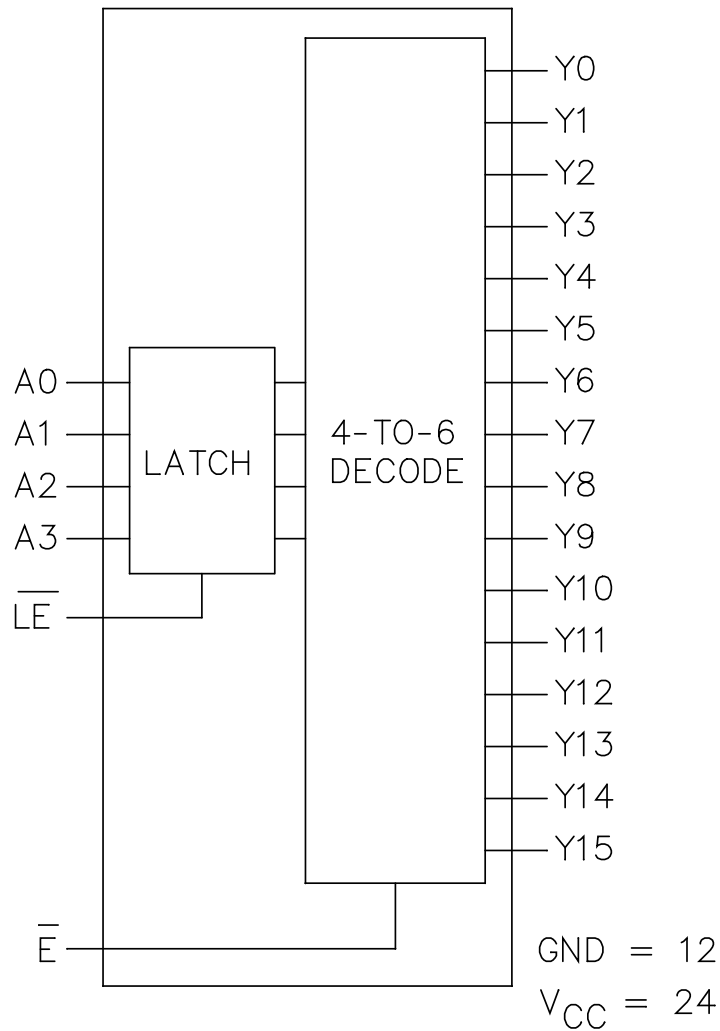 Y0
Y1
Y2
Y3
Y4
Y5
A0
Y6
A1
4-TO-6
Y7
LATCH
DECODE
A2
Y8
A3
Y9
Y10
L̅E̅
Y11
Y12
Y13
Y14
Y15
E̅
GND = 12
VCC = 24